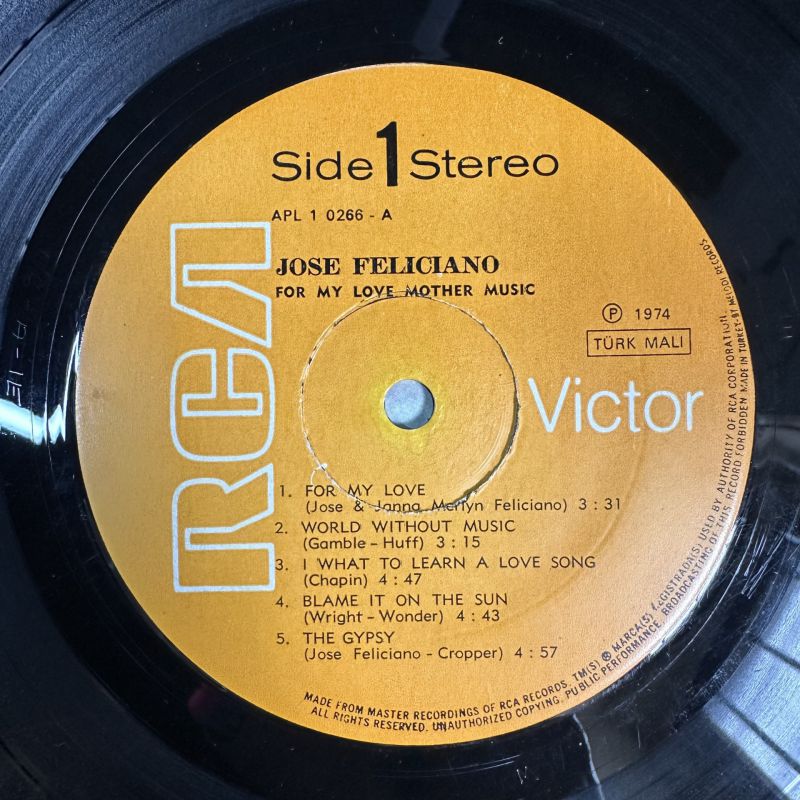 Side 1 Stereo
APL 1 0266 - A
JOSE FELICIANO
FOR MY LOVE MOTHER MUSIC
℗ 1974
TÜRK MALI
RCA
Victor
1. FOR MY LOVE
(Jose & Janna Merlyn Feliciano) 3 : 31
2. WORLD WITHOUT MUSIC
(Gamble - Huff) 3 : 15
3. I WHAT TO LEARN A LOVE SONG
(Chapin) 4 : 47
4. BLAME IT ON THE SUN
(Wright - Wonder) 4 : 43
5. THE GYPSY
(Jose Feliciano - Cropper) 4 : 57
MADE FROM MASTER RECORDINGS OF RCA RECORDS. TM(S) ® MARCA(S) REGISTRADA(S) USED BY AUTHORITY OF RCA CORPORATION.
ALL RIGHTS RESERVED. UNAUTHORIZED COPYING, PUBLIC PERFORMANCE, BROADCASTING OF THIS RECORD FORBIDDEN MADE IN TURKEY-BY MELODI RECORDS